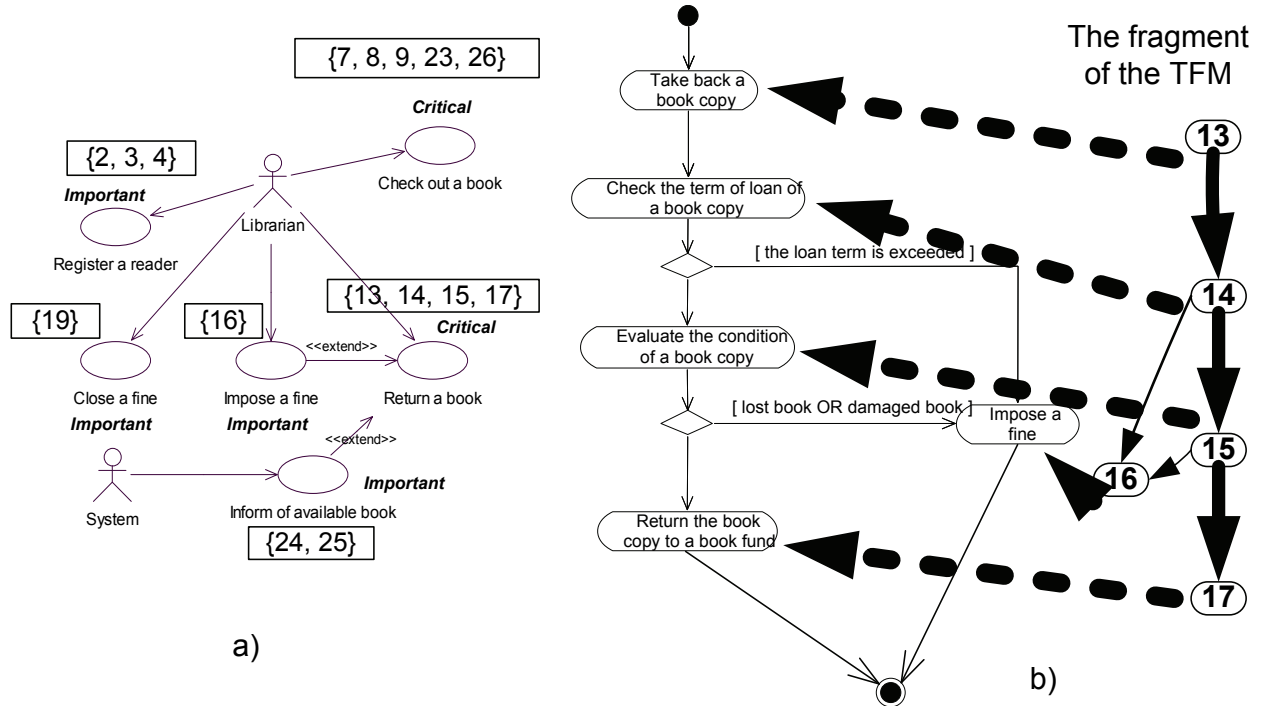 {7, 8, 9, 23, 26}
Critical
Check out a book
{2, 3, 4}
Important
Register a reader
Librarian
{13, 14, 15, 17}
Critical
{19}
{16}
<<extend>>
Close a fine
Important
Impose a fine
Important
Return a book
<<extend>>
System
Important
Inform of available book
{24, 25}
a)
Take back a
book copy
Check the term of loan of
a book copy
[ the loan term is exceeded ]
Evaluate the condition
of a book copy
[ lost book OR damaged book ]
Impose a
fine
Return the book
copy to a book fund
The fragment
of the TFM
13
14
15
16
17
b)